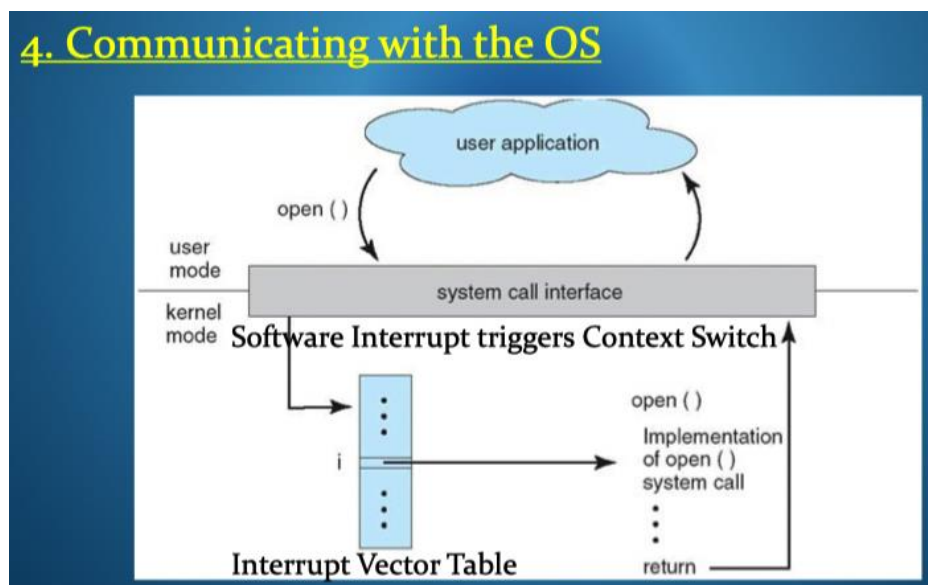 4. Communicating with the OS
user application
open ( )
user
mode
system call interface
kernel
mode
Software Interrupt triggers Context Switch
open ( )
Implementation
of open ( )
system call
i
Interrupt Vector Table
return